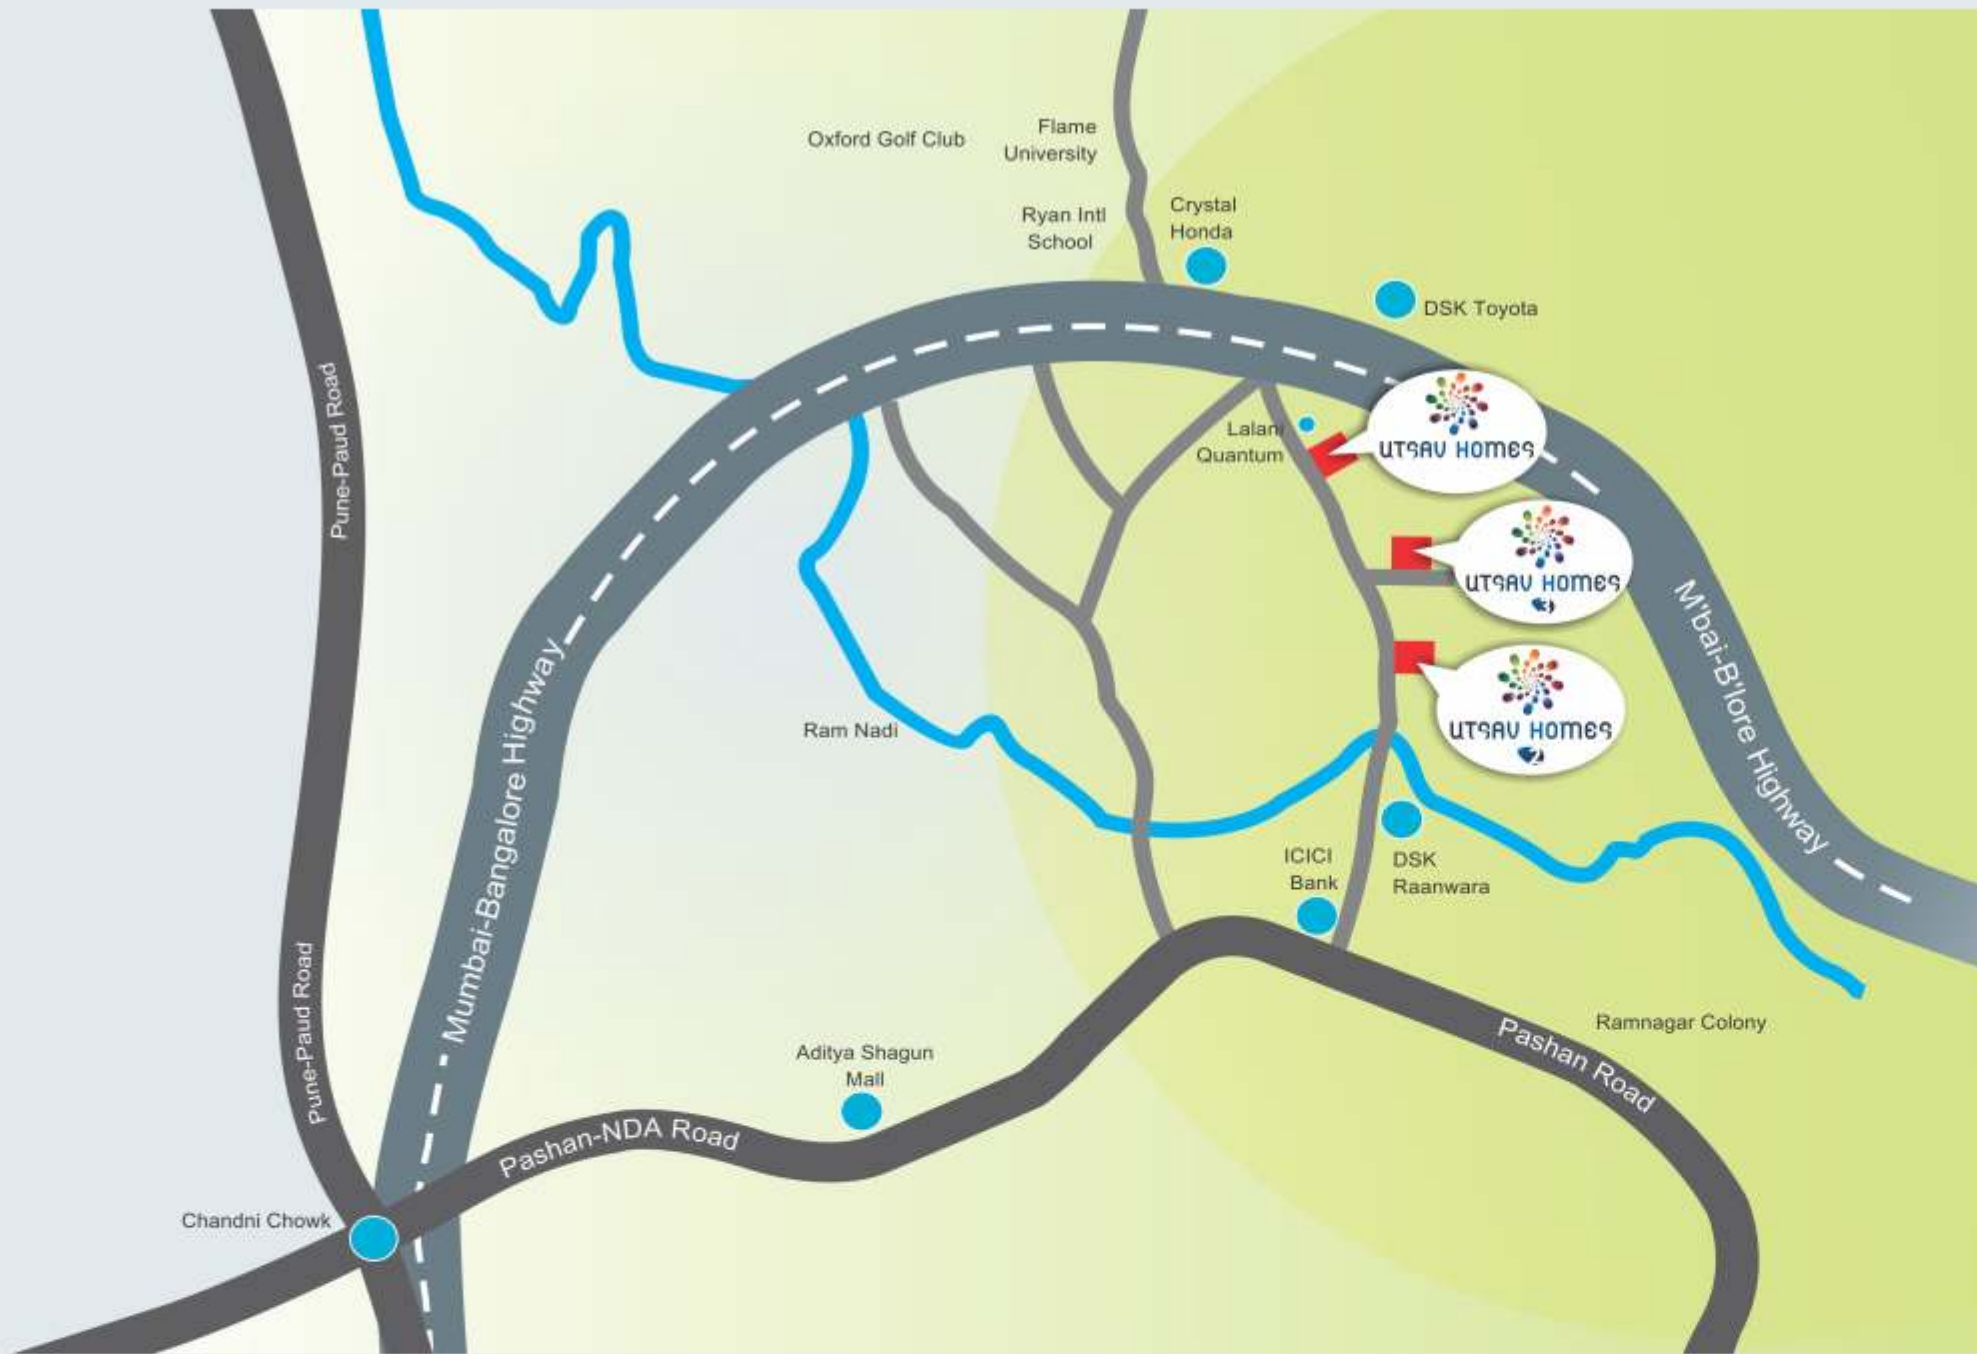 Oxford Golf Club
Flame
University
Ryan Intl
School
Crystal
Honda
DSK Toyota
Pune-Paud Road
Lalani
Quantum
UTSAV HOMES
UTSAV HOMES
3
UTSAV HOMES
2
M'bai-B'lore Highway
Mumbai-Bangalore Highway
Ram Nadi
ICICI
Bank
DSK
Raanwara
Pune-Paud Road
Ramnagar Colony
Pashan Road
Aditya Shagun
Mall
Pashan-NDA Road
Chandni Chowk